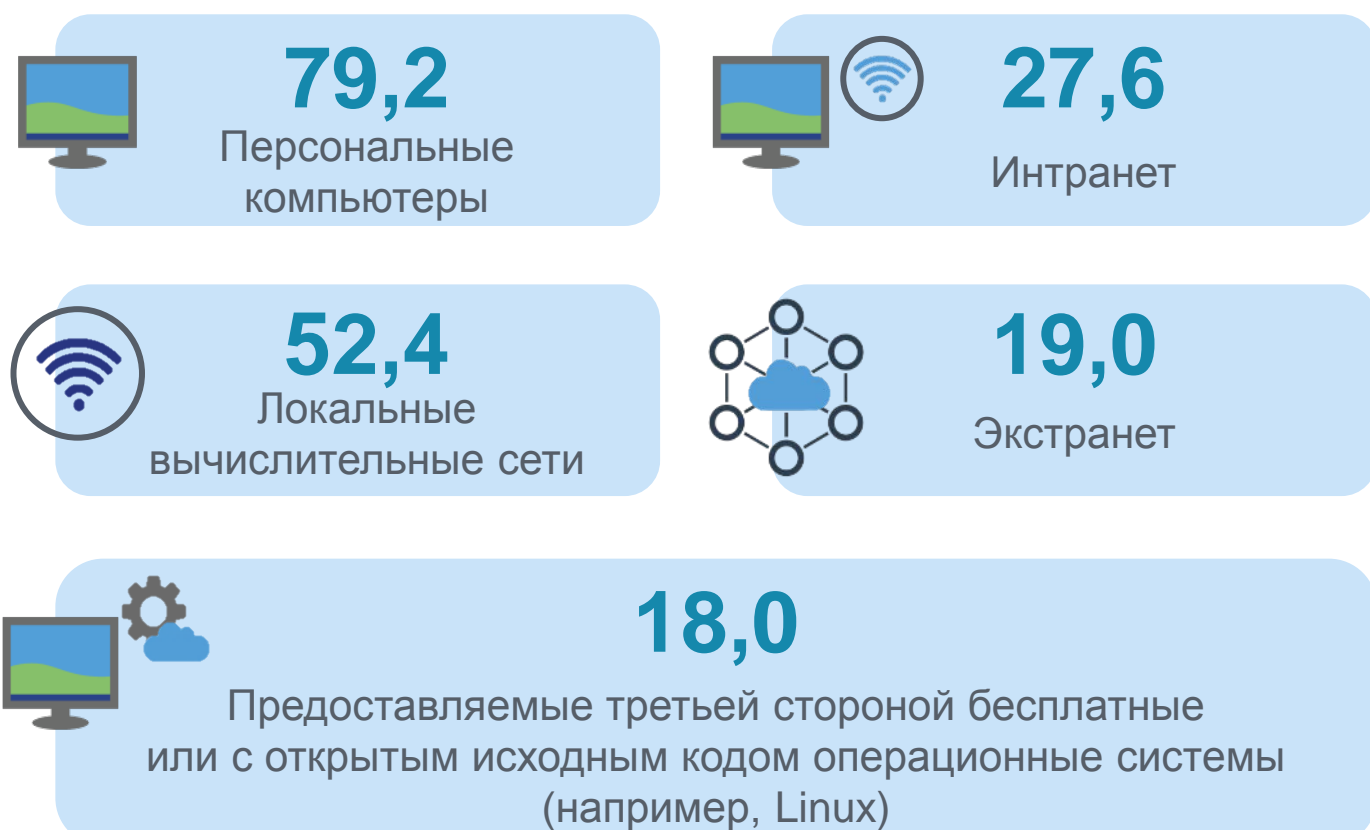 79,2
Персональные
компьютеры
27,6
Интранет
52,4
Локальные
вычислительные сети
19,0
Экстранет
18,0
Предоставляемые третьей стороной бесплатные
или с открытым исходным кодом операционные системы
(например, Linux)